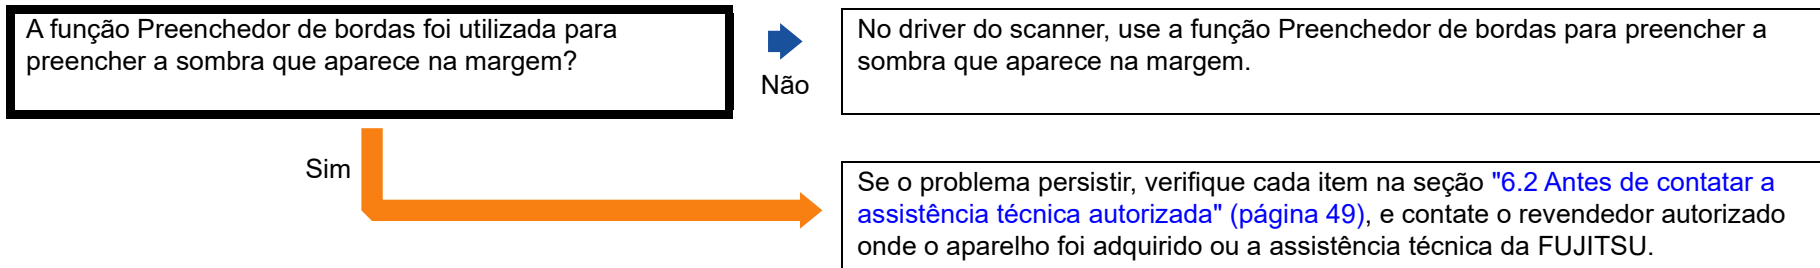 A função Preenchedor de bordas foi utilizada para
preencher a sombra que aparece na margem?
Não
No driver do scanner, use a função Preenchedor de bordas para preencher a
sombra que aparece na margem.
Sim
Se o problema persistir, verifique cada item na seção "6.2 Antes de contatar a
assistência técnica autorizada" (página 49), e contate o revendedor autorizado
onde o aparelho foi adquirido ou a assistência técnica da FUJITSU.